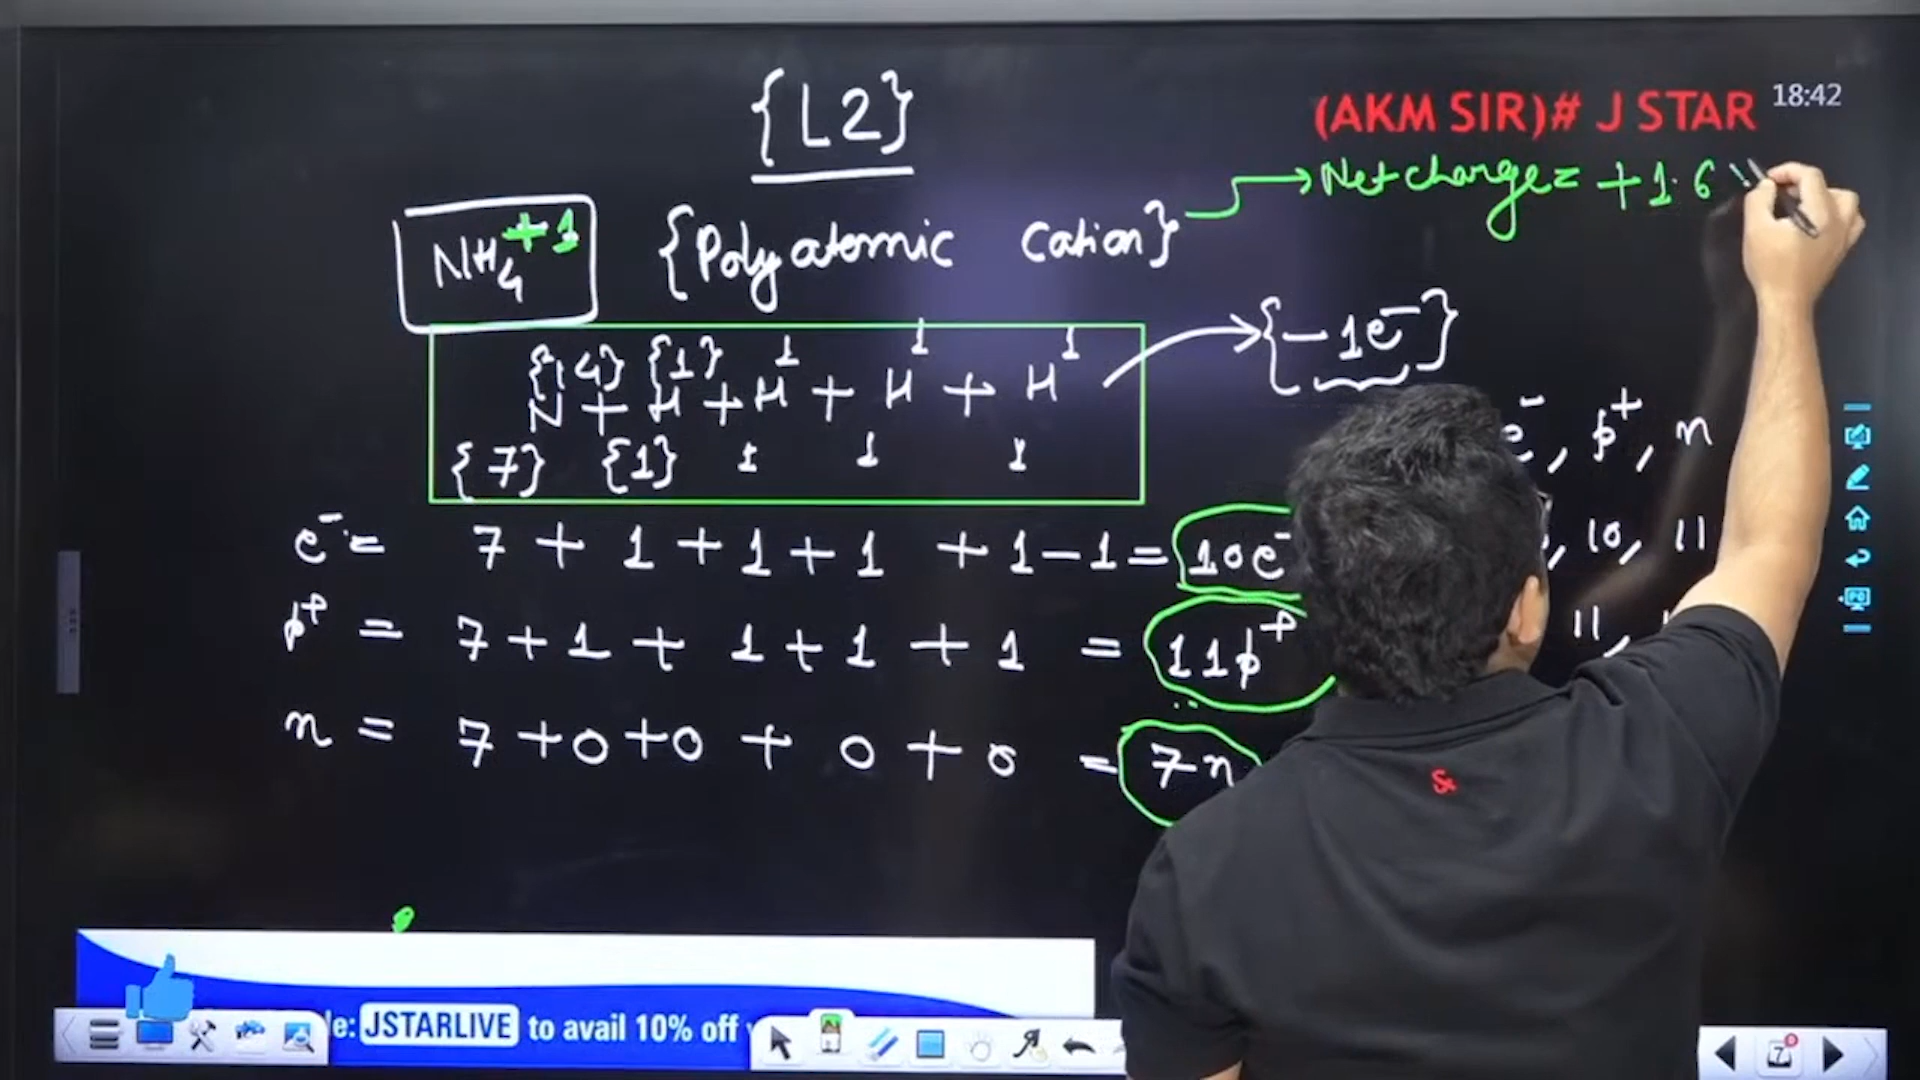 {L2}
(AKM SIR)# J STAR 18:42
→ Net charge = +1.6
NH₄⁺¹ {Polyatomic cation}
{-1e⁻}
{14} {1} 1 1 1
N + H + H + H + H
{7} {1} 1 1 1
e⁻, p⁺, n
e⁻ = 7 + 1 + 1 + 1 + 1 - 1 = 10e⁻
, 10, 11
p⁺ = 7 + 1 + 1 + 1 + 1 = 11p⁺
11,
n = 7 + 0 + 0 + 0 + 0 = 7n
JSTARLIVE to avail 10% off